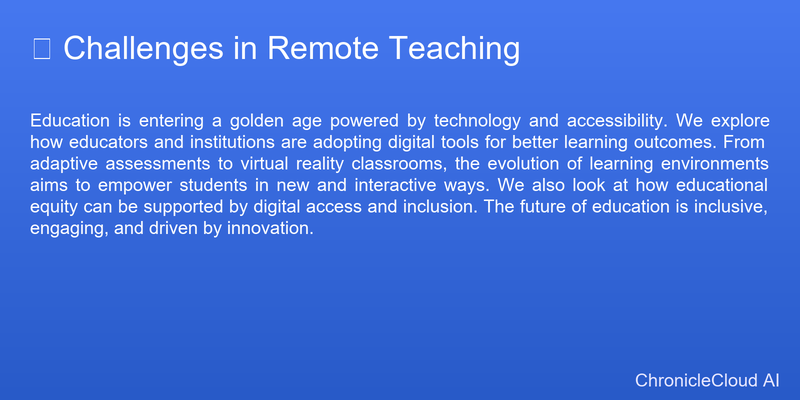 Challenges in Remote Teaching
Education is entering a golden age powered by technology and accessibility. We explore
how educators and institutions are adopting digital tools for better learning outcomes. From
adaptive assessments to virtual reality classrooms, the evolution of learning environments
aims to empower students in new and interactive ways. We also look at how educational
equity can be supported by digital access and inclusion. The future of education is inclusive,
engaging, and driven by innovation.
ChronicleCloud AI